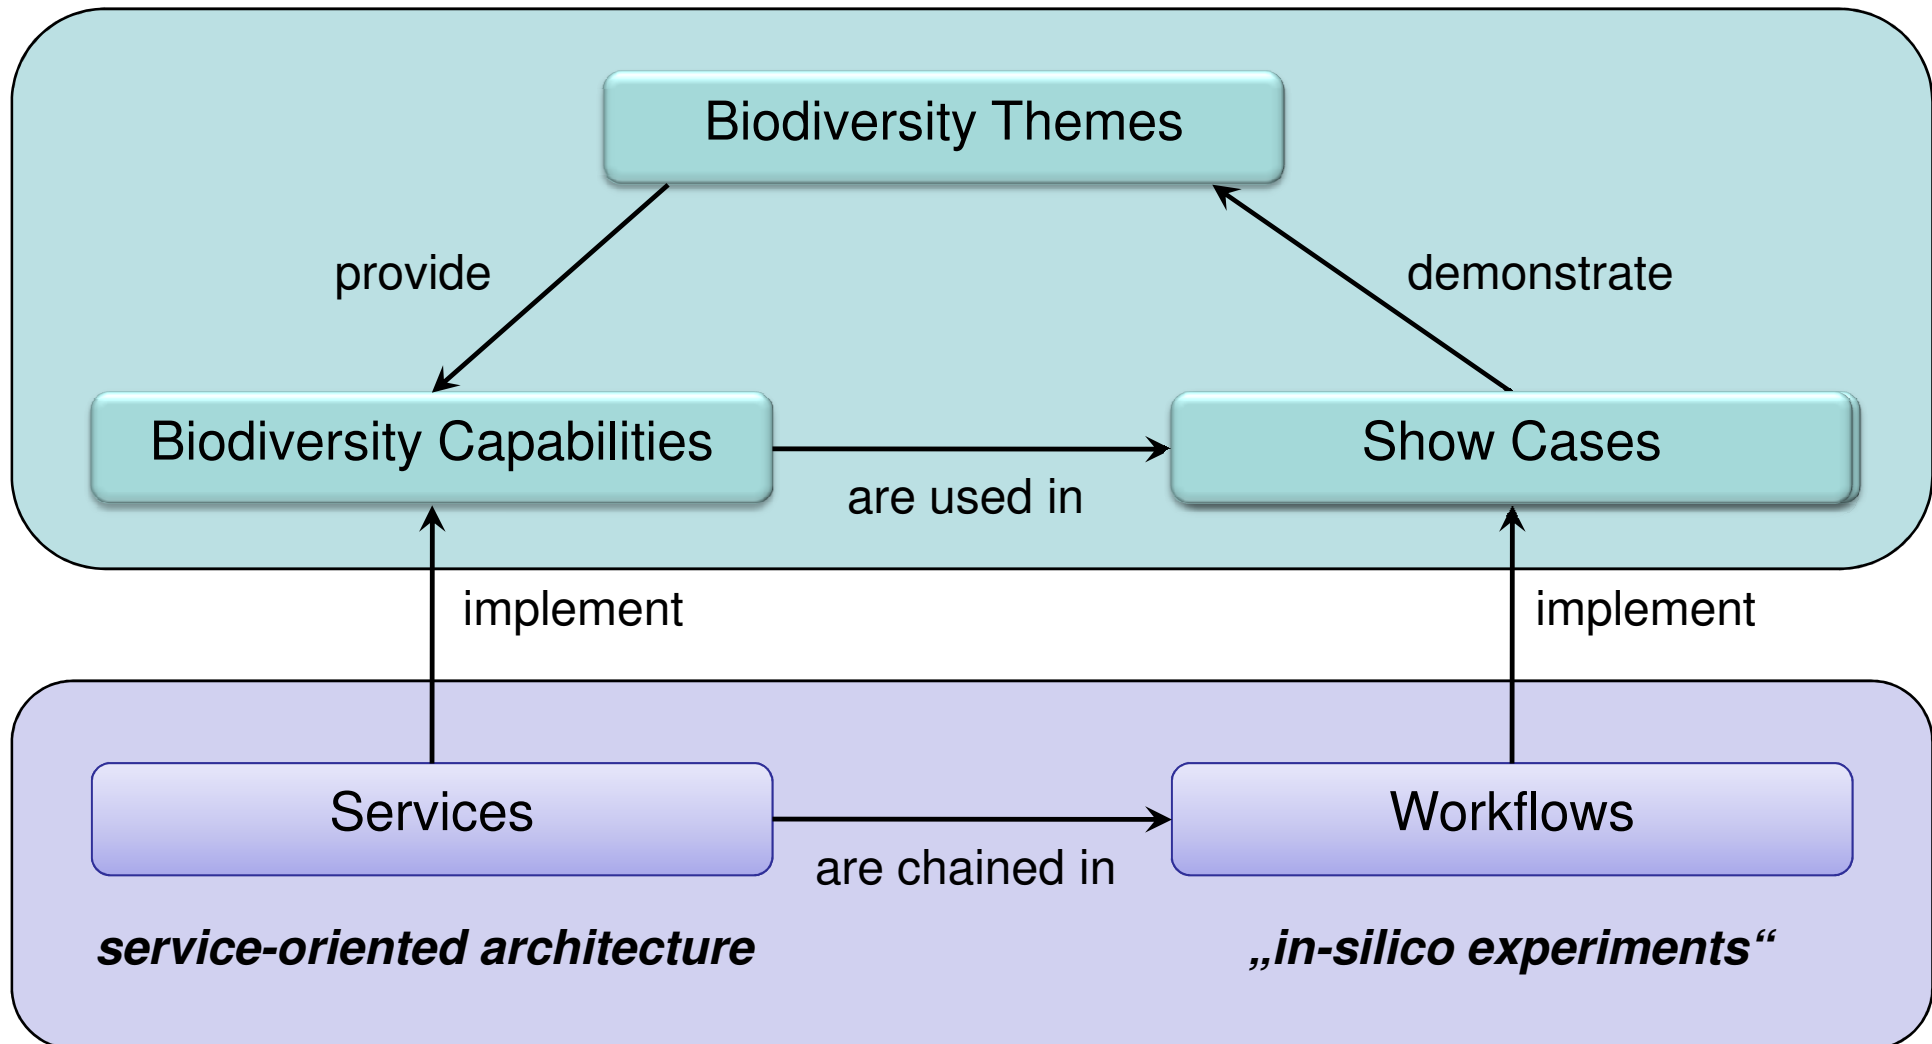 Biodiversity Themes
provide
demonstrate
Biodiversity Capabilities
Show Cases
are used in
implement
implement
Services
Workflows
are chained in
service-oriented architecture
„in-silico experiments“